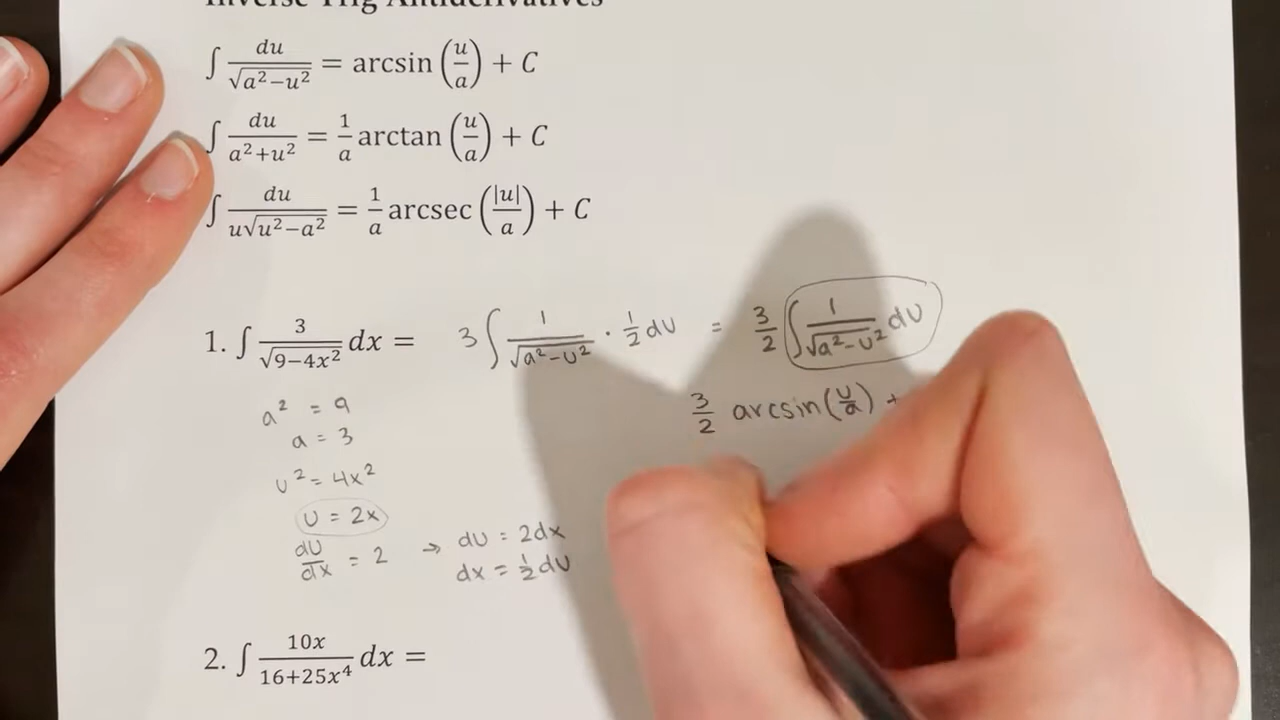 Inverse Trig Antiderivatives
∫ du/√(a²−u²) = arcsin (u/a) + C
∫ du/(a²+u²) = 1/a arctan (u/a) + C
∫ du/(u√(u²−a²)) = 1/a arcsec (|u|/a) + C
1. ∫ 3/√(9−4x²) dx = 3∫ 1/√(a²−u²) · 1/2 du = 3/2 ∫ 1/√(a²−u²) du
3/2 arcsin(u/a) +
a² = 9
a = 3
u² = 4x²
u = 2x
du/dx = 2 → du = 2dx
dx = 1/2 du
2. ∫ 10x/(16+25x⁴) dx =